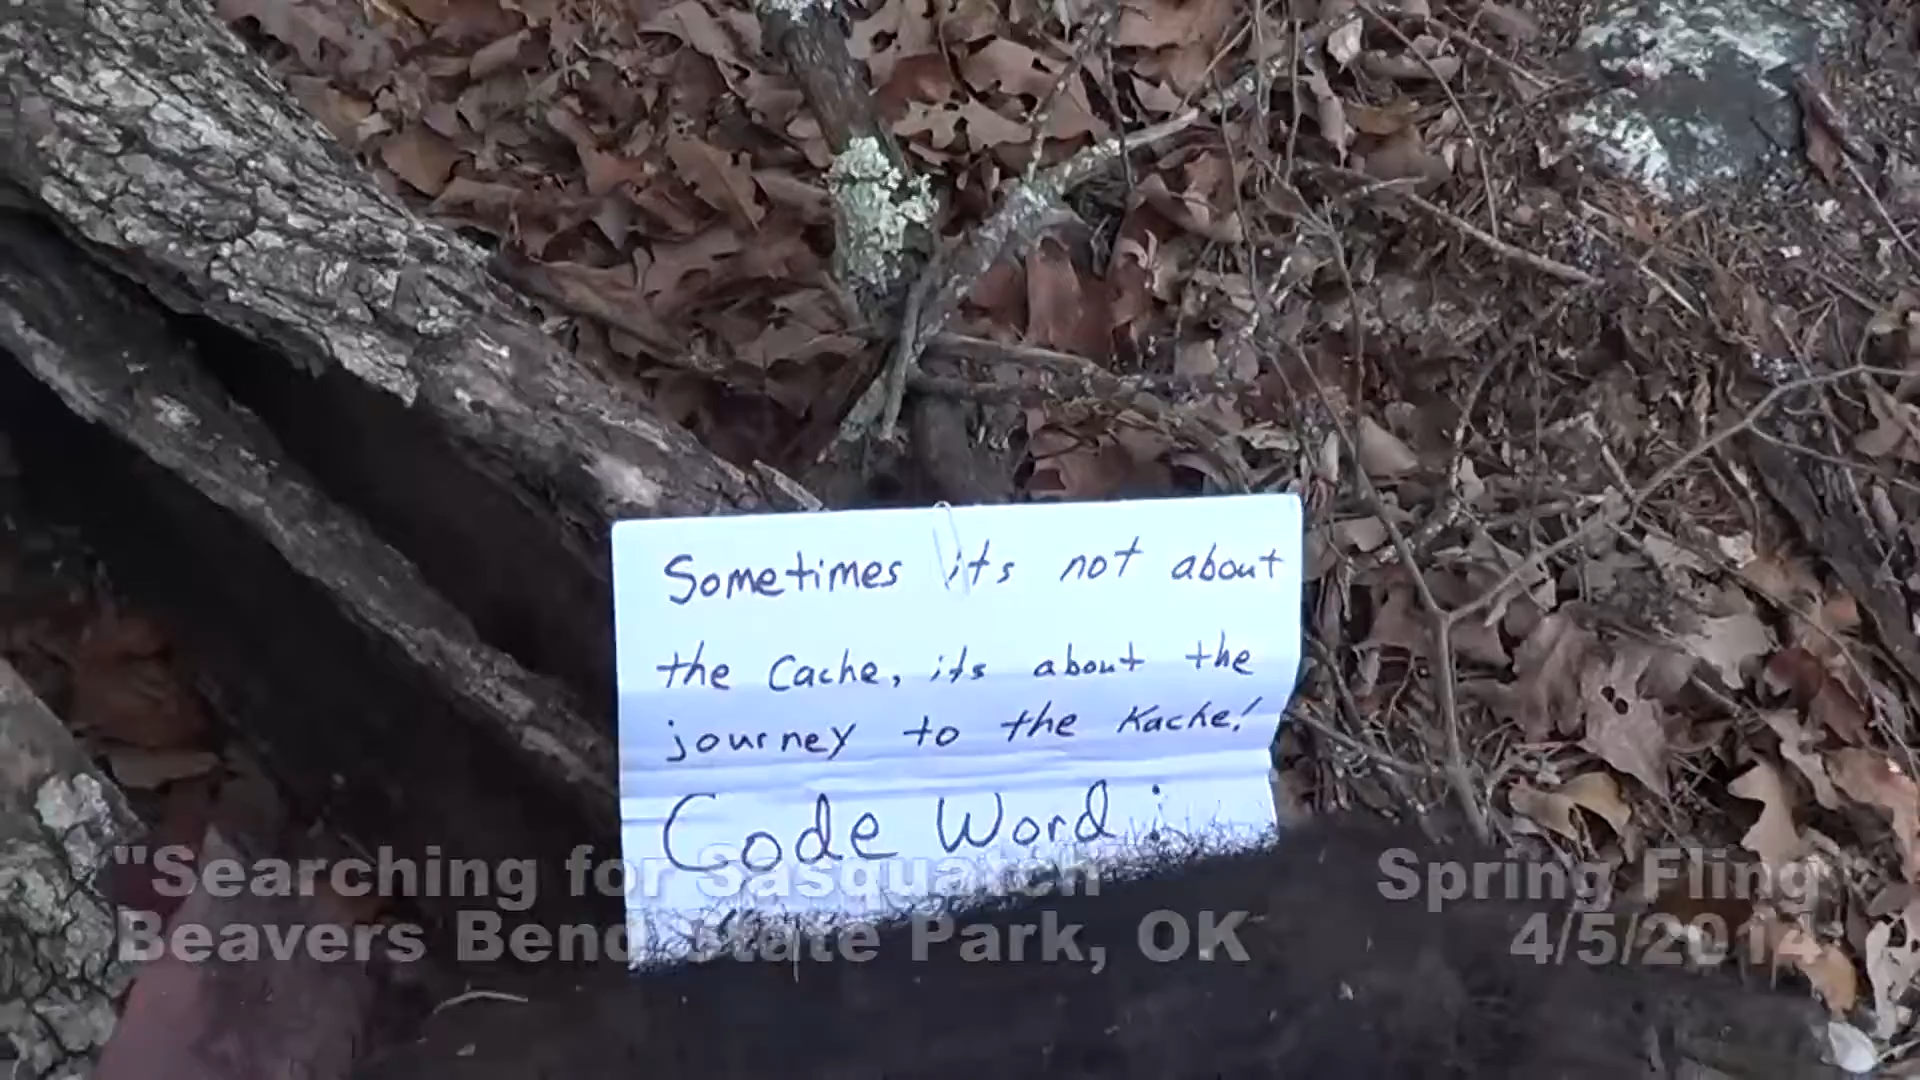 Sometimes its not about
the Cache, its about the
journey to the Kache!
Code Word :
"Searching for Sasquatch"
Beavers Bend State Park, OK
Spring Fling
4/5/2014